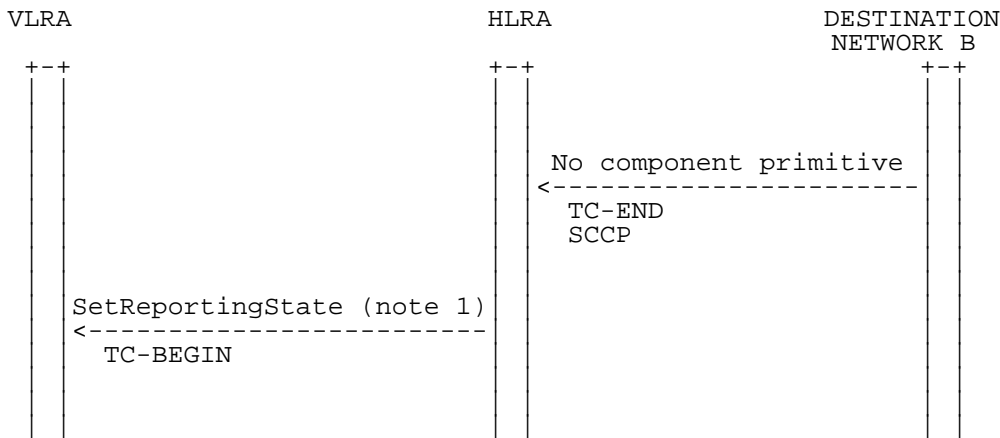 VLRA HLRA DESTINATION
NETWORK B
No component primitive
TC-END
SCCP
SetReportingState (note 1)
TC-BEGIN